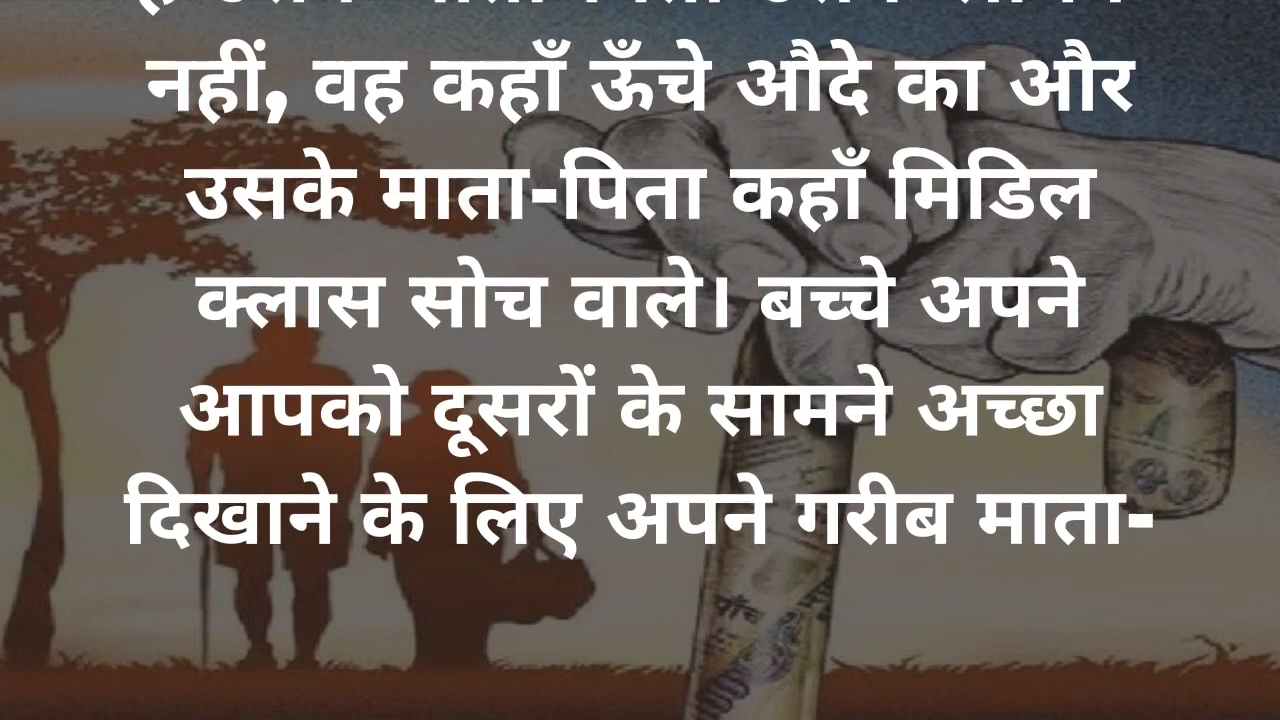 नहीं, वह कहाँ ऊँचे औदे का और
उसके माता-पिता कहाँ मिडिल
क्लास सोच वाले। बच्चे अपने
आपको दूसरों के सामने अच्छा
दिखाने के लिए अपने गरीब माता-
पाँच